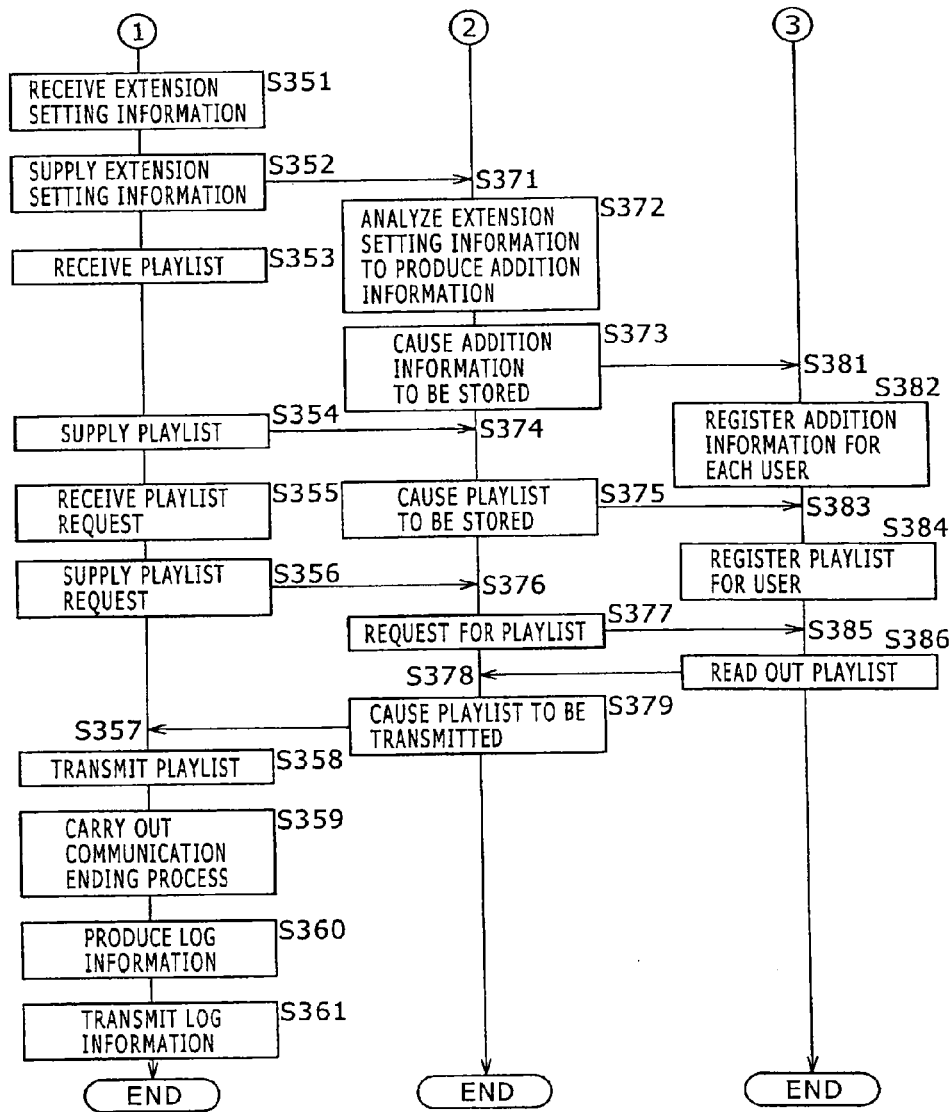 1
2
3
RECEIVE EXTENSION
SETTING INFORMATION
S351
SUPPLY EXTENSION
SETTING INFORMATION
S352
S371
ANALYZE EXTENSION
SETTING INFORMATION
TO PRODUCE ADDITION
INFORMATION
S372
RECEIVE PLAYLIST
S353
CAUSE ADDITION
INFORMATION
TO BE STORED
S373
S381
REGISTER ADDITION
INFORMATION FOR
EACH USER
S382
SUPPLY PLAYLIST
S354
S374
RECEIVE PLAYLIST
REQUEST
S355
CAUSE PLAYLIST
TO BE STORED
S375
S383
REGISTER PLAYLIST
FOR USER
S384
SUPPLY PLAYLIST
REQUEST
S356
S376
REQUEST FOR PLAYLIST
S377
S385
READ OUT PLAYLIST
S386
S378
CAUSE PLAYLIST TO BE
TRANSMITTED
S379
S357
TRANSMIT PLAYLIST
S358
CARRY OUT
COMMUNICATION
ENDING PROCESS
S359
PRODUCE LOG
INFORMATION
S360
TRANSMIT LOG
INFORMATION
S361
END
END
END